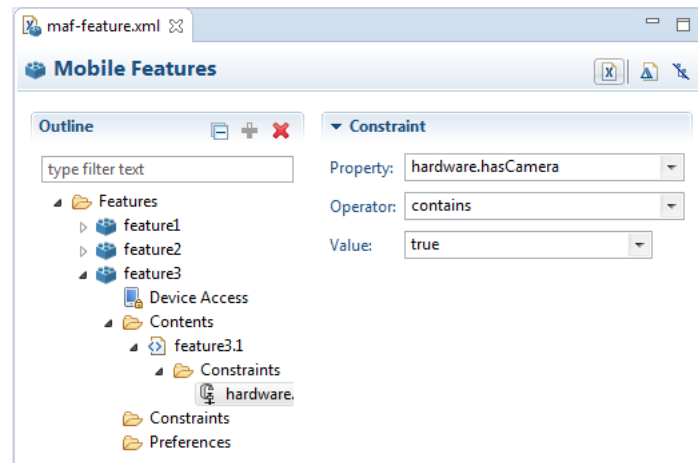 maf-feature.xml
Mobile Features
Outline
type filter text
Features
feature1
feature2
feature3
Device Access
Contents
feature3.1
Constraints
hardware.
Constraints
Preferences
Constraint
Property: hardware.hasCamera
Operator: contains
Value: true